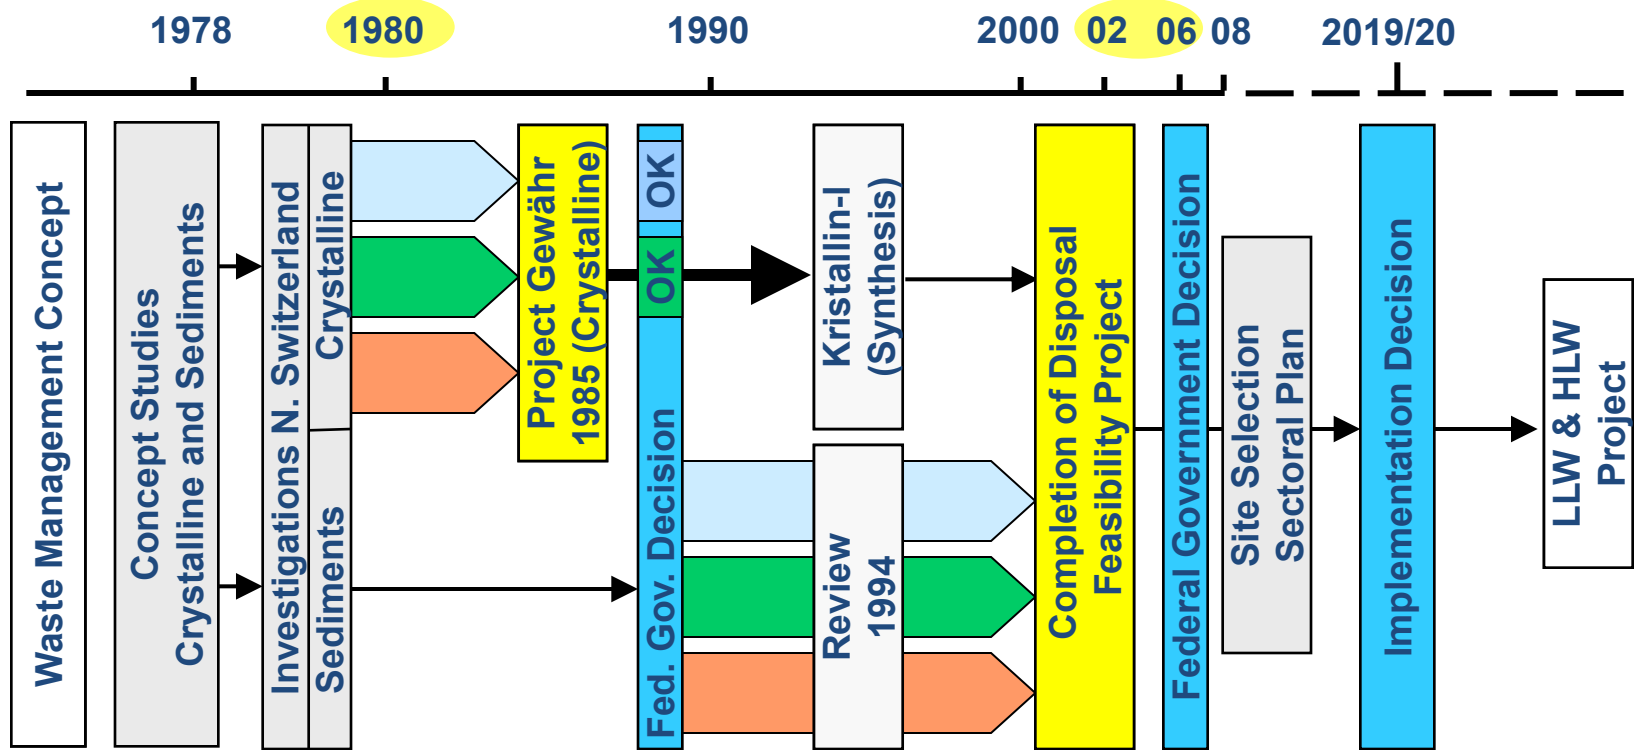 1978
1980
1990
2000
02
06
08
2019/20
Waste Management Concept
Concept Studies
Crystalline and Sediments
Investigations N. Switzerland
Crystalline
Sediments
Project Gewähr
1985 (Crystalline)
OK
OK
Fed. Gov. Decision
Kristallin-I
(Synthesis)
Review
1994
Completion of Disposal
Feasibility Project
Federal Government Decision
Site Selection
Sectoral Plan
Implementation Decision
LLW & HLW
Project